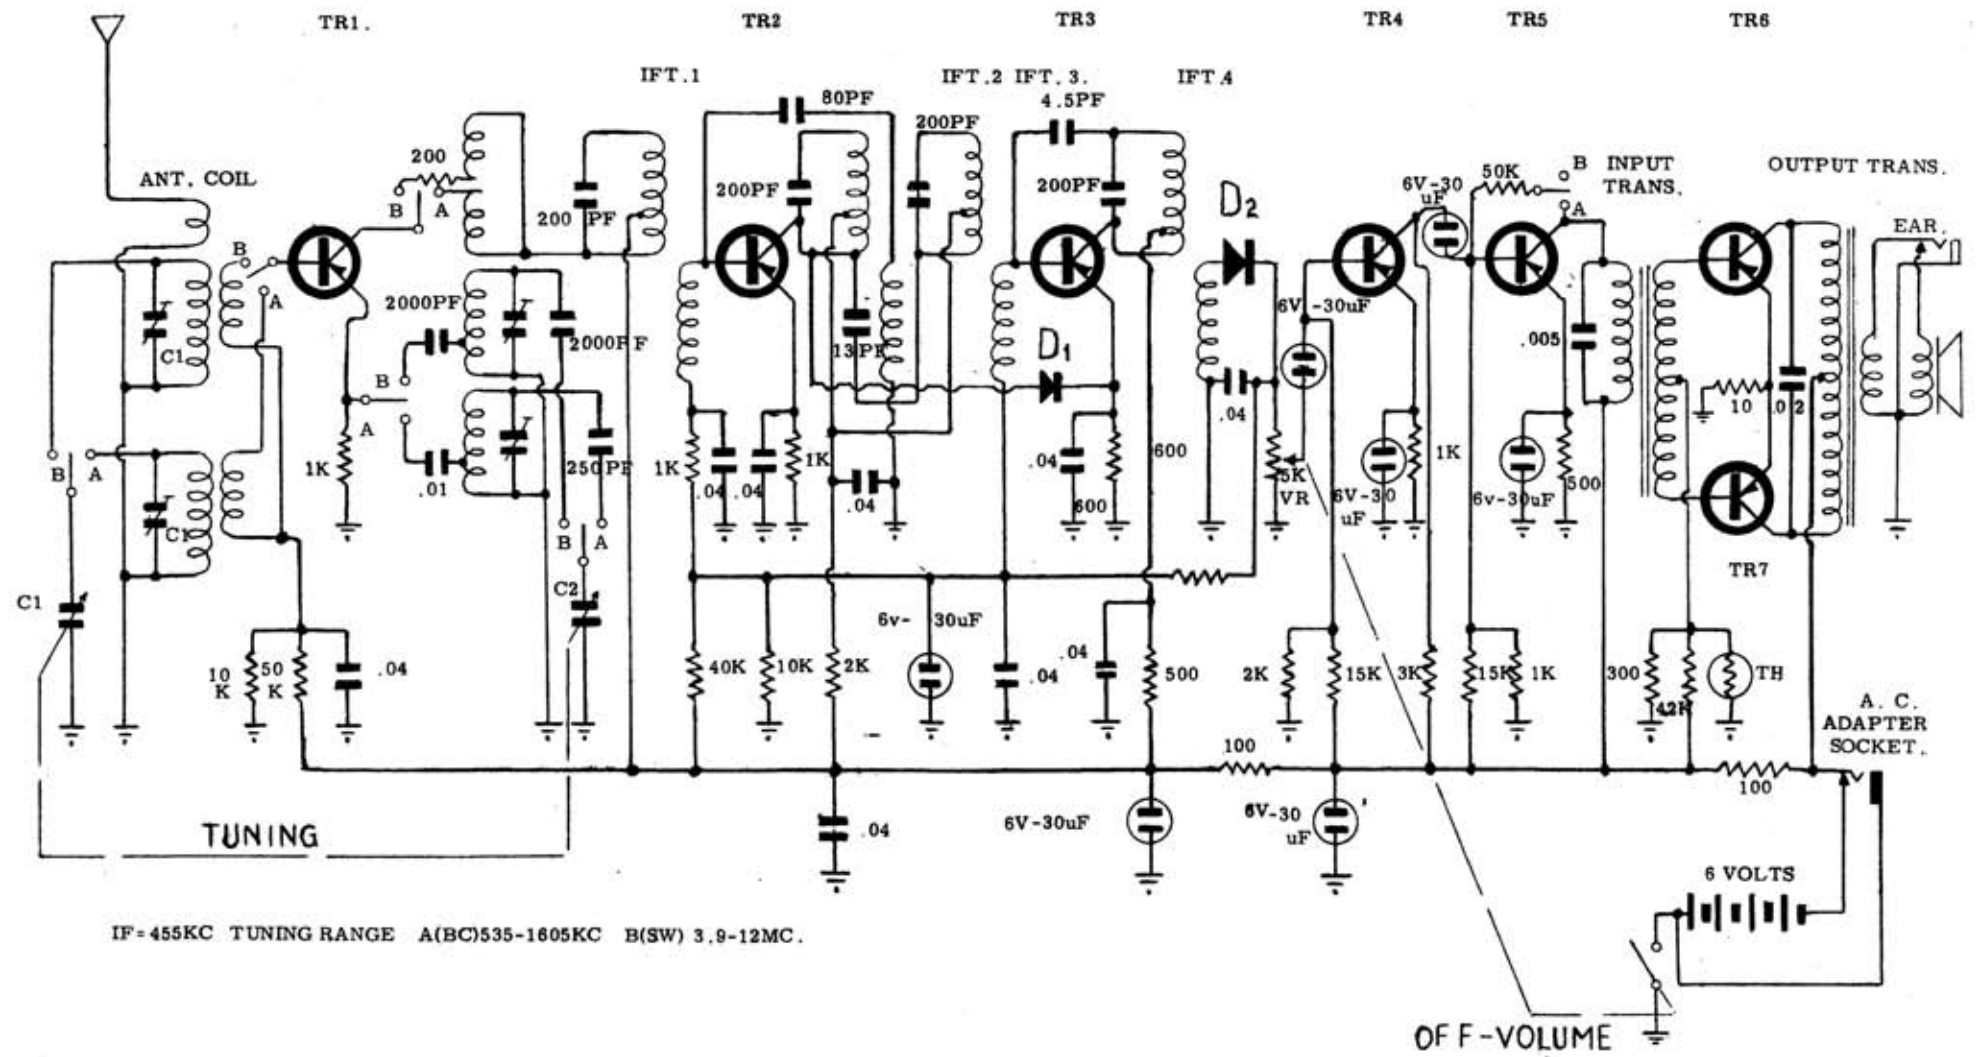 TR1.
TR2
TR3
TR4
TR5
TR6
IFT.1
IFT.2
IFT. 3.
IFT.4
80PF
4.5PF
200PF
ANT. COIL
200
B
A
200 PF
200PF
200PF
D2
6V-30
uF
50K
B
A
INPUT
TRANS.
OUTPUT TRANS.
EAR.
B
A
C1
2000PF
2000PF
13PF
D1
6V-30uF
.005
10
.02
B
A
1K
.01
250PF
1K
.04
.04
1K
.04
.04
600
600
.04
5K
VR
6V-30
uF
1K
6v-30uF
500
B
A
C1
B
A
TR7
C1
C2
10
K
50
K
.04
40K
10K
2K
6v- 30uF
.04
.04
500
2K
15K
3K
15K
1K
300
TH
A. C.
ADAPTER
SOCKET.
100
100
TUNING
.04
6V-30uF
6V-30
uF
6 VOLTS
IF=455KC TUNING RANGE A(BC)535-1605KC B(SW) 3.9-12MC.
OFF-VOLUME